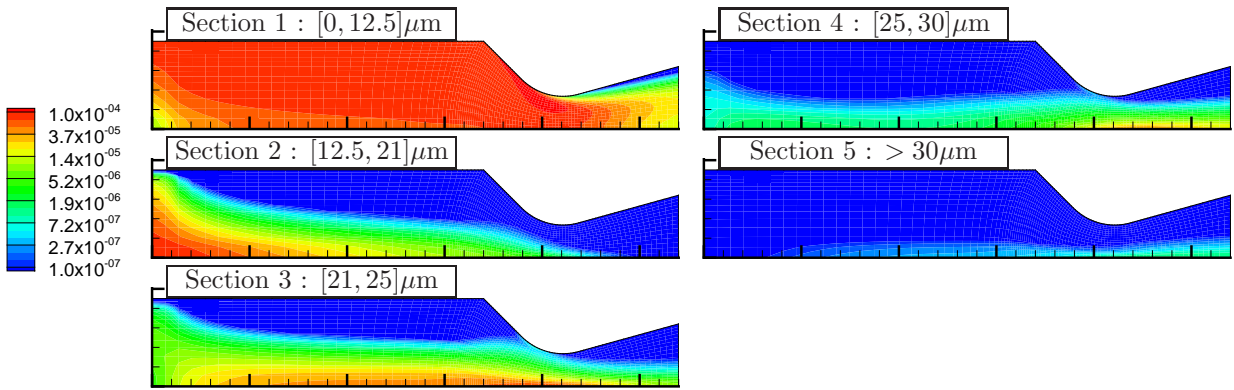 Section 1 : [0, 12.5]μm
Section 4 : [25, 30]μm
1.0x10⁻⁰⁴
3.7x10⁻⁰⁵
1.4x10⁻⁰⁵
5.2x10⁻⁰⁶
1.9x10⁻⁰⁶
7.2x10⁻⁰⁷
2.7x10⁻⁰⁷
1.0x10⁻⁰⁷
Section 2 : [12.5, 21]μm
Section 5 : > 30μm
Section 3 : [21, 25]μm